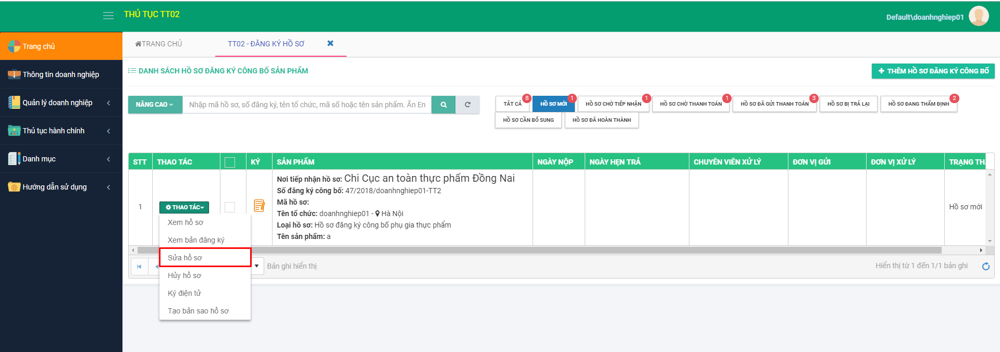 THỦ TỤC TT02
Default\doanhnghiep01
Trang chủ
Thông tin doanh nghiệp
Quản lý doanh nghiệp
Thủ tục hành chính
Danh mục
Hướng dẫn sử dụng
TRANG CHỦ
TT02 - ĐĂNG KÝ HỒ SƠ
DANH SÁCH HỒ SƠ ĐĂNG KÝ CÔNG BỐ SẢN PHẨM
THÊM HỒ SƠ ĐĂNG KÝ CÔNG BỐ
NÂNG CAO
Nhập mã hồ sơ, số đăng ký, tên tổ chức, mã số hoặc tên sản phẩm. Ấn En
TẤT CẢ 8
HỒ SƠ MỚI 1
HỒ SƠ CHỜ TIẾP NHẬN 1
HỒ SƠ CHỜ THANH TOÁN 1
HỒ SƠ ĐÃ GỬI THANH TOÁN 3
HỒ SƠ BỊ TRẢ LẠI
HỒ SƠ ĐANG THẨM ĐỊNH 2
HỒ SƠ CẦN BỔ SUNG
HỒ SƠ ĐÃ HOÀN THÀNH
STT THAO TÁC KÝ SẢN PHẨM NGÀY NỘP NGÀY HẸN TRẢ CHUYÊN VIÊN XỬ LÝ ĐƠN VỊ GỬI ĐƠN VỊ XỬ LÝ TRẠNG TH
1
THAO TÁC
Nơi tiếp nhận hồ sơ: Chi Cục an toàn thực phẩm Đồng Nai
Số đăng ký công bố: 47/2018/doanhnghiep01-TT2
Mã hồ sơ:
Tên tổ chức: doanhnghiep01 - Hà Nội
Loại hồ sơ: Hồ sơ đăng ký công bố phụ gia thực phẩm
Tên sản phẩm: a
Hồ sơ mới
Xem hồ sơ
Xem bản đăng ký
Sửa hồ sơ
Hủy hồ sơ
Ký điện tử
Tạo bản sao hồ sơ
Bản ghi hiển thị
Hiển thị từ 1 đến 1/1 bản ghi